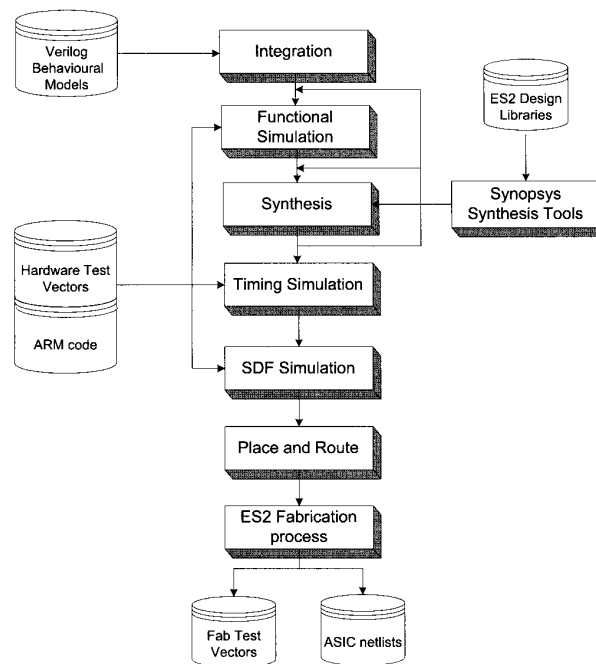 Verilog
Behavioural
Models
Integration
ES2 Design
Libraries
Functional
Simulation
Synthesis
Synopsys
Synthesis Tools
Hardware Test
Vectors
ARM code
Timing Simulation
SDF Simulation
Place and Route
ES2 Fabrication
process
Fab Test
Vectors
ASIC netlists